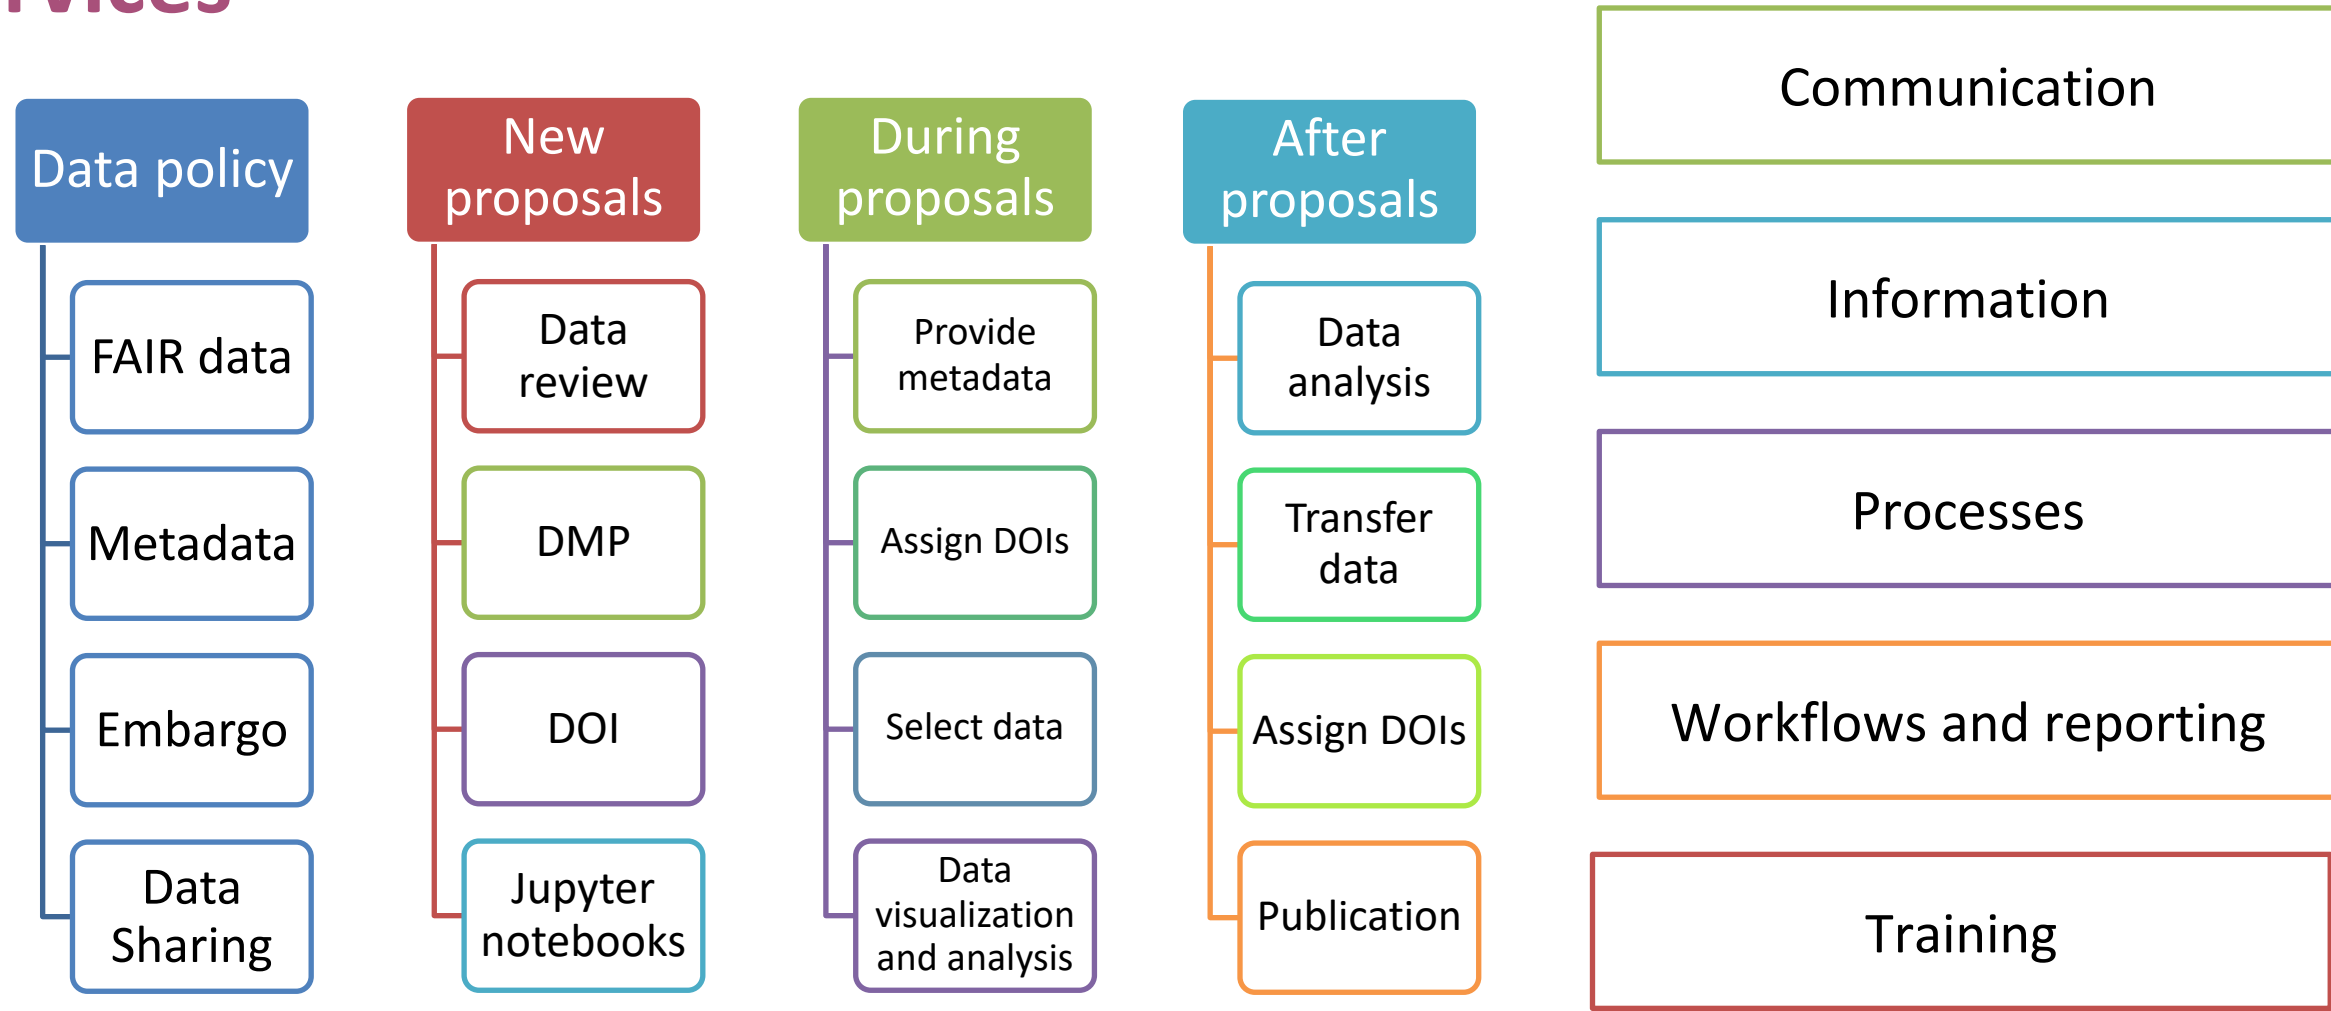 Data policy
FAIR data
Metadata
Embargo
Data
Sharing
New
proposals
Data
review
DMP
DOI
Jupyter
notebooks
During
proposals
Provide
metadata
Assign DOIs
Select data
Data
visualization
and analysis
After
proposals
Data
analysis
Transfer
data
Assign DOIs
Publication
Communication
Information
Processes
Workflows and reporting
Training